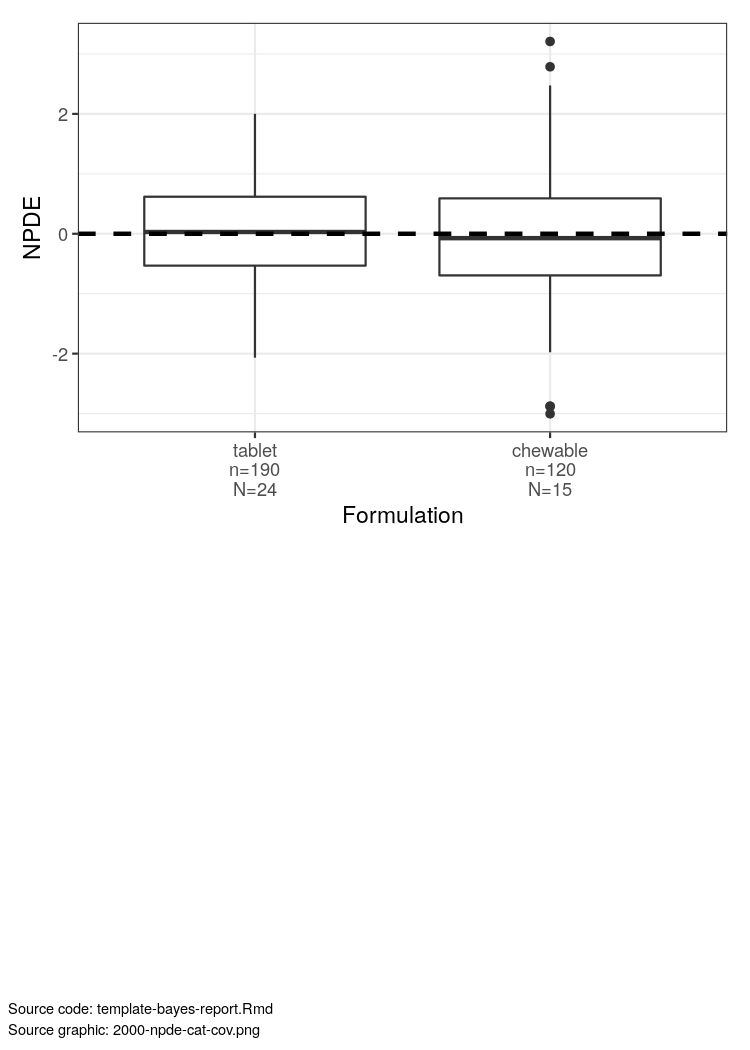 NPDE
2
0
-2
tablet
n=190
N=24
chewable
n=120
N=15
Formulation
Source code: template-bayes-report.Rmd
Source graphic: 2000-npde-cat-cov.png